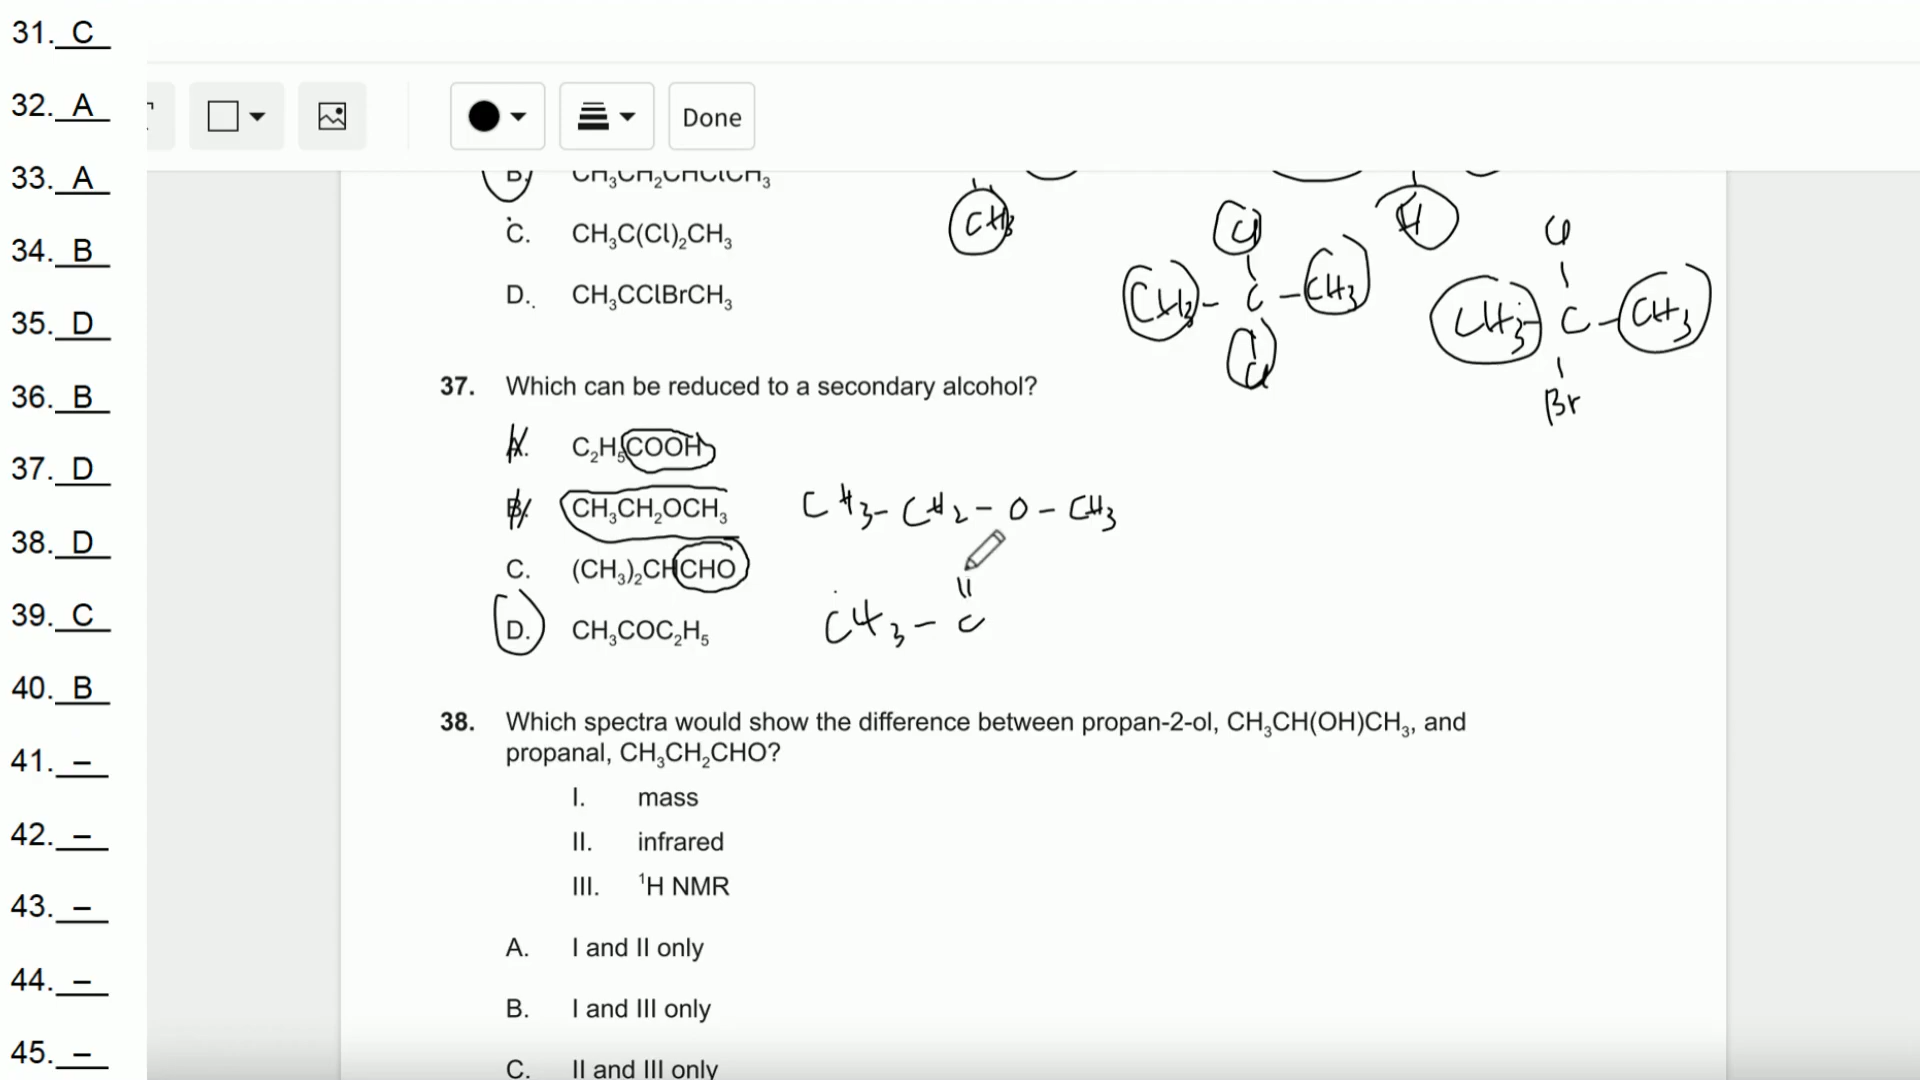 31. C
32. A
33. A
34. B
35. D
36. B
37. D
38. D
39. C
40. B
41. –
42. –
43. –
44. –
45. –
Done
B. CH₃CH₂CHClCH₃
C. CH₃C(Cl)₂CH₃
D. CH₃CClBrCH₃
CH₃
Cl
CH₃ – C – CH₃
Cl
H
Cl
CH₃ – C – CH₃
Br
37. Which can be reduced to a secondary alcohol?
A. C₂H₅COOH
B. CH₃CH₂OCH₃
CH₃ – CH₂ – O – CH₃
C. (CH₃)₂CHCHO
D. CH₃COC₂H₅
CH₃ – C
38. Which spectra would show the difference between propan-2-ol, CH₃CH(OH)CH₃, and
propanal, CH₃CH₂CHO?
I. mass
II. infrared
III. ¹H NMR
A. I and II only
B. I and III only
C. II and III only